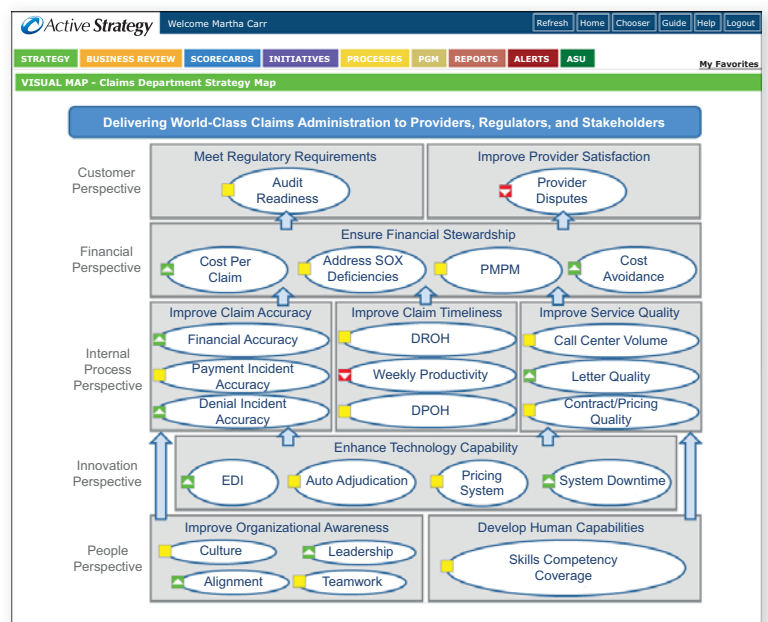 Active Strategy
Welcome Martha Carr
Refresh Home Chooser Guide Help Logout
STRATEGY BUSINESS REVIEW SCORECARDS INITIATIVES PROCESSES PGM REPORTS ALERTS ASU
My Favorites
VISUAL MAP - Claims Department Strategy Map
Delivering World-Class Claims Administration to Providers, Regulators, and Stakeholders
Customer
Perspective
Meet Regulatory Requirements
Audit
Readiness
Improve Provider Satisfaction
Provider
Disputes
Financial
Perspective
Ensure Financial Stewardship
Cost Per
Claim
Address SOX
Deficiencies
PMPM
Cost
Avoidance
Internal
Process
Perspective
Improve Claim Accuracy
Financial Accuracy
Payment Incident
Accuracy
Denial Incident
Accuracy
Improve Claim Timeliness
DROH
Weekly Productivity
DPOH
Improve Service Quality
Call Center Volume
Letter Quality
Contract/Pricing
Quality
Innovation
Perspective
Enhance Technology Capability
EDI
Auto Adjudication
Pricing
System
System Downtime
People
Perspective
Improve Organizational Awareness
Culture
Leadership
Alignment
Teamwork
Develop Human Capabilities
Skills Competency
Coverage